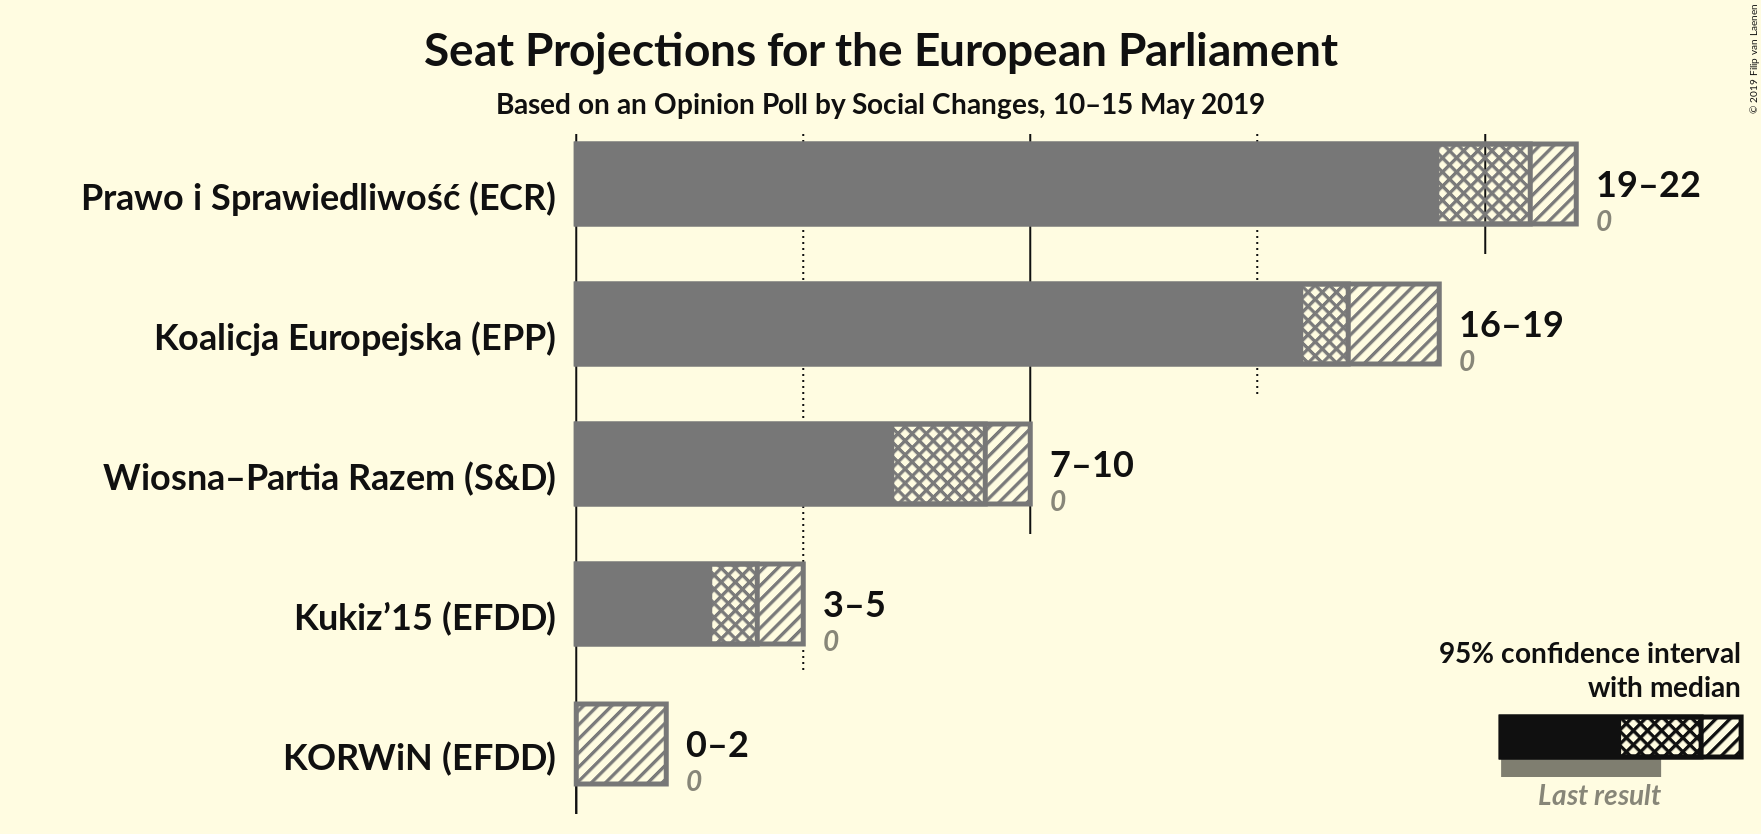 Seat Projections for the European Parliament
Based on an Opinion Poll by Social Changes, 10–15 May 2019
© 2019 Filip van Laenen
Prawo i Sprawiedliwość (ECR)
19–22
0
Koalicja Europejska (EPP)
16–19
0
Wiosna–Partia Razem (S&D)
7–10
0
Kukiz’15 (EFDD)
3–5
0
KORWiN (EFDD)
0–2
0
95% confidence interval
with median
Last result